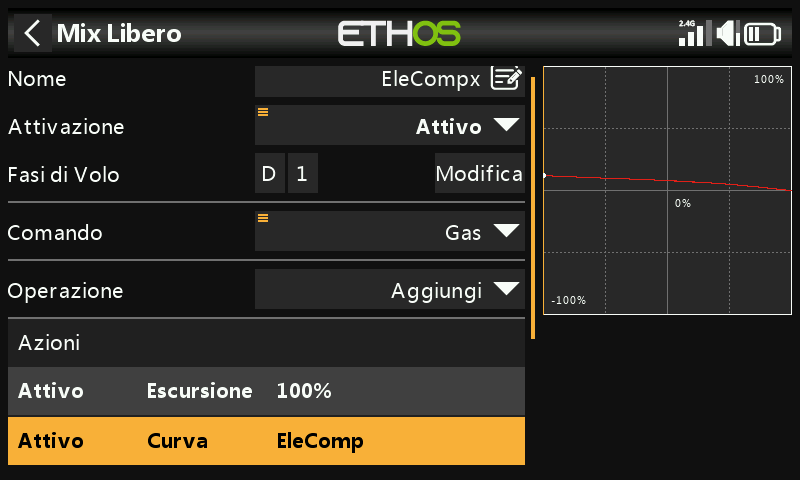 Mix Libero
ETHOS
2.4G
Nome EleCompx
Attivazione Attivo
Fasi di Volo D 1 Modifica
Comando Gas
Operazione Aggiungi
Azioni
Attivo Escursione 100%
Attivo Curva EleComp
100%
0%
-100%